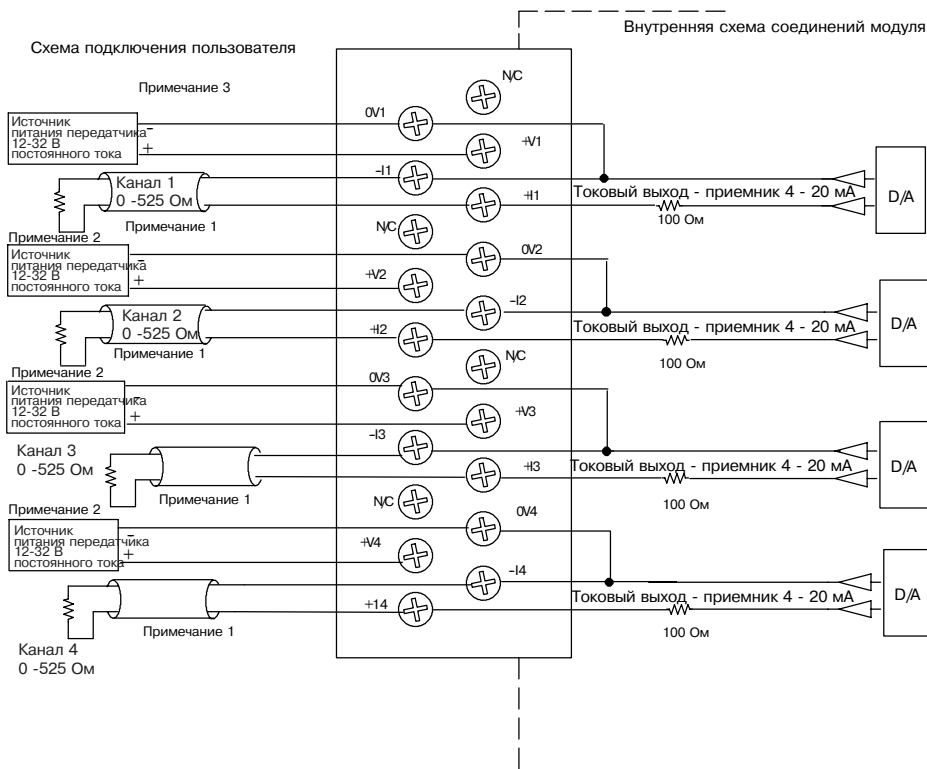 Внутренняя схема соединений модуля
Схема подключения пользователя
Примечание 3
N/C
0V1
Источник
питания передатчика
12-32 В
постоянного тока
-
+
+V1
-I1
Канал 1
0 -525 Ом
Примечание 1
+I1
Токовый выход - приемник 4 - 20 мА
100 Ом
D/A
Примечание 2
N/C
0V2
Источник
питания передатчика
12-32 В
постоянного тока
-
+
+V2
-I2
Канал 2
0 -525 Ом
Примечание 1
+I2
Токовый выход - приемник 4 - 20 мА
100 Ом
D/A
N/C
Примечание 2
0V3
Источник
питания передатчика
12-32 В
постоянного тока
-
+
+V3
-I3
Канал 3
0 -525 Ом
Примечание 1
+I3
Токовый выход - приемник 4 - 20 мА
100 Ом
D/A
N/C
Примечание 2
0V4
Источник
питания передатчика
12-32 В
постоянного тока
-
+
+V4
-I4
Токовый выход - приемник 4 - 20 мА
+14
Примечание 1
100 Ом
D/A
Канал 4
0 -525 Ом